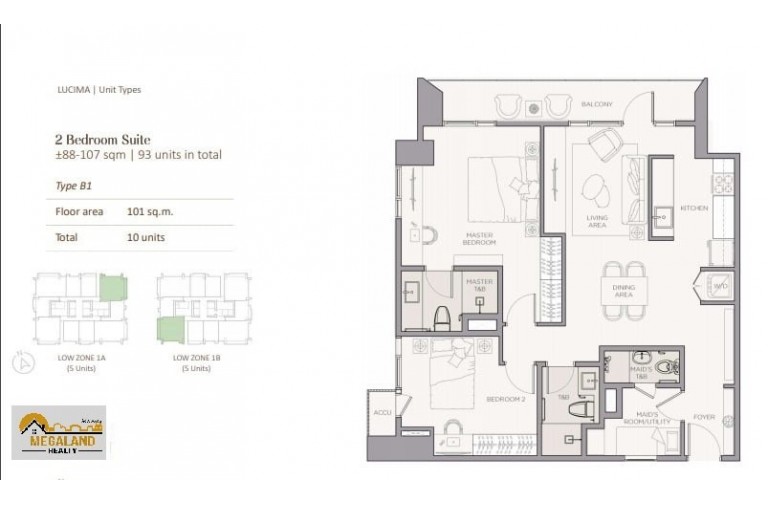 LUCIMA | Unit Types
2 Bedroom Suite
±88-107 sqm | 93 units in total
Type B1
Floor area 101 sq.m.
Total 10 units
LOW ZONE 1A
(5 Units)
LOW ZONE 1B
(5 Units)
MEGALAND
REALTY
BALCONY
LIVING
AREA
KITCHEN
MASTER
BEDROOM
MASTER
T&B
DINING
AREA
W/D
MAID'S
T&B
BEDROOM 2
T&B
ACCU
MAID'S
ROOM/UTILITY
FOYER